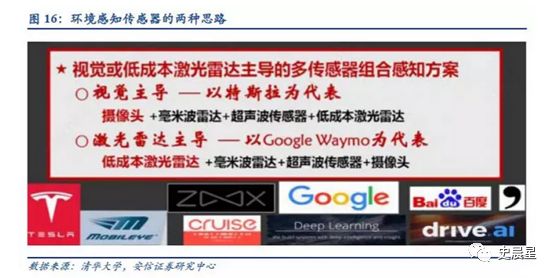 图 16：环境感知传感器的两种思路
★ 视觉或低成本激光雷达主导的多传感器组合感知方案
○视觉主导 — 以特斯拉为代表
摄像头+毫米波雷达+超声波传感器+低成本激光雷达
○激光雷达主导 — 以Google Waymo为代表
低成本激光雷达 +毫米波雷达+超声波传感器+摄像头
TESLA
MOBILEYE
ZOOX
CRUISE
Google
Deep Learning
Bai du 百度
drive ai
史晨星
数据来源：清华大学，安信证券研究中心